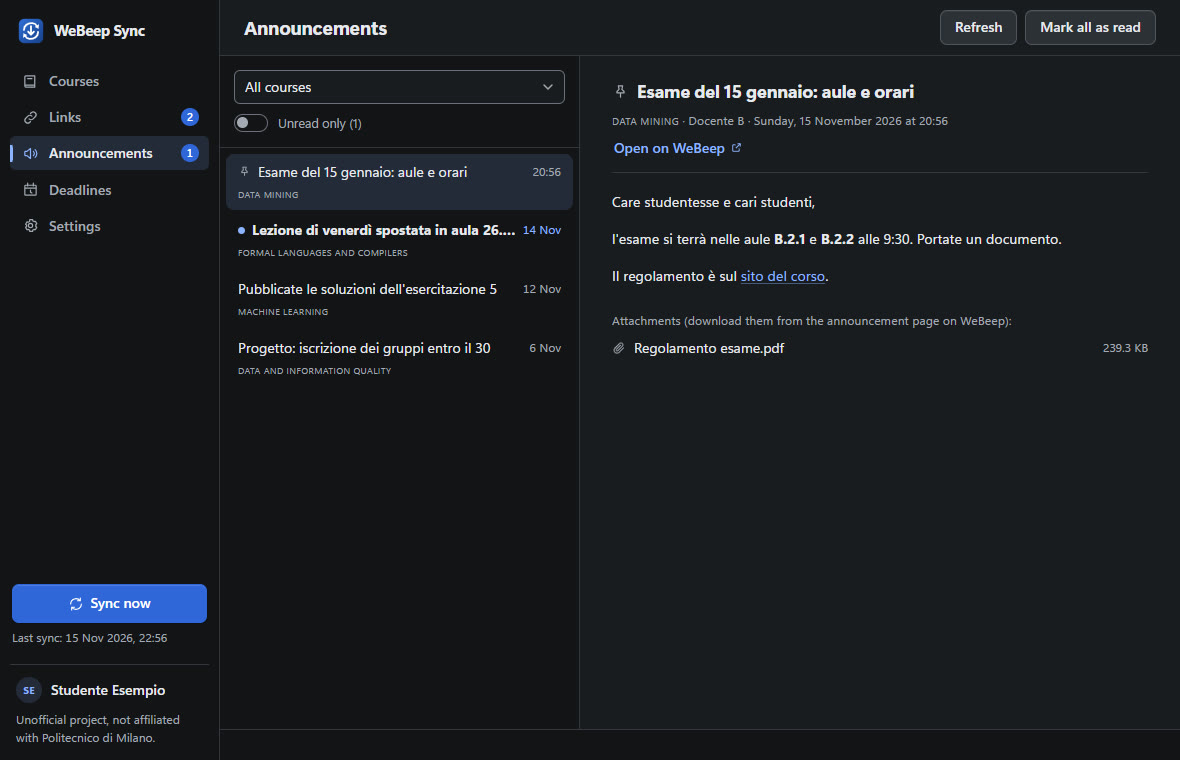 WeBeep Sync
Courses
Links 2
Announcements 1
Deadlines
Settings
Sync now
Last sync: 15 Nov 2026, 22:56
SE Studente Esempio
Unofficial project, not affiliated
with Politecnico di Milano.
Announcements
Refresh
Mark all as read
All courses
Unread only (1)
Esame del 15 gennaio: aule e orari 20:56
DATA MINING
Lezione di venerdì spostata in aula 26.... 14 Nov
FORMAL LANGUAGES AND COMPILERS
Pubblicate le soluzioni dell'esercitazione 5 12 Nov
MACHINE LEARNING
Progetto: iscrizione dei gruppi entro il 30 6 Nov
DATA AND INFORMATION QUALITY
Esame del 15 gennaio: aule e orari
DATA MINING · Docente B · Sunday, 15 November 2026 at 20:56
Open on WeBeep
Care studentesse e cari studenti,
l'esame si terrà nelle aule B.2.1 e B.2.2 alle 9:30. Portate un documento.
Il regolamento è sul sito del corso.
Attachments (download them from the announcement page on WeBeep):
Regolamento esame.pdf 239.3 KB